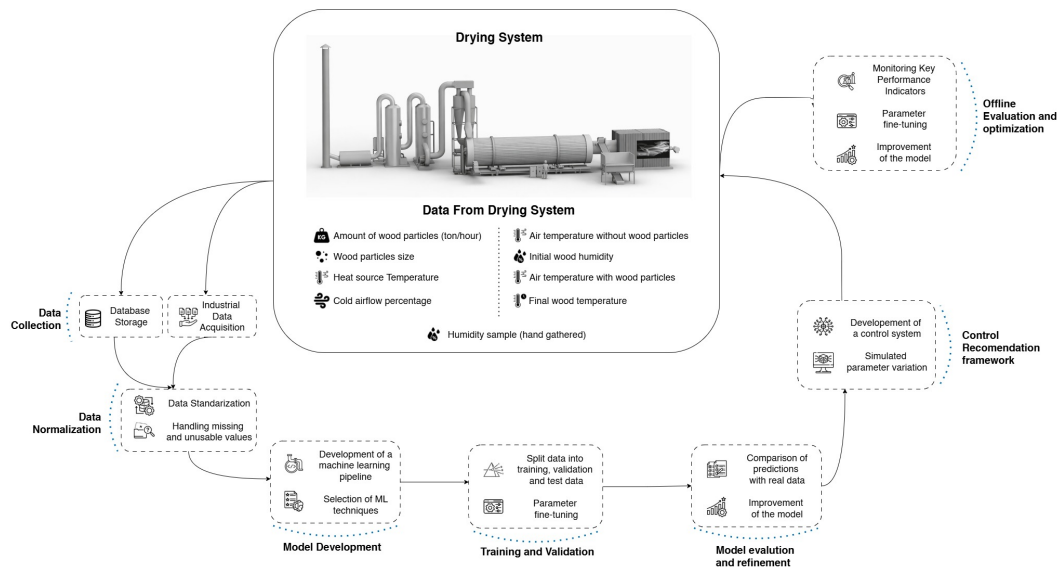 Drying System
Data From Drying System
KG
Amount of wood particles (ton/hour)
Wood particles size
Heat source Temperature
Cold airflow percentage
Air temperature without wood particles
Initial wood humidity
Air temperature with wood particles
Final wood temperature
Humidity sample (hand gathered)
Data
Collection
Database
Storage
Industrial
Data
Acquisition
Data
Normalization
Data Standarization
Handling missing
and unusable values
Development of a
machine learning
pipeline
Selection of ML
techniques
Model Development
Split data into
training, validation
and test data
Parameter
fine-tuning
Training and Validation
Comparison of
predictions
with real data
Improvement
of the model
Model evalution
and refinement
Developement of
a control system
Simulated
parameter variation
Control
Recomendation
framework
Monitoring Key
Performance
Indicators
Parameter
fine-tuning
Improvement
of the model
Offline
Evaluation and
optimization